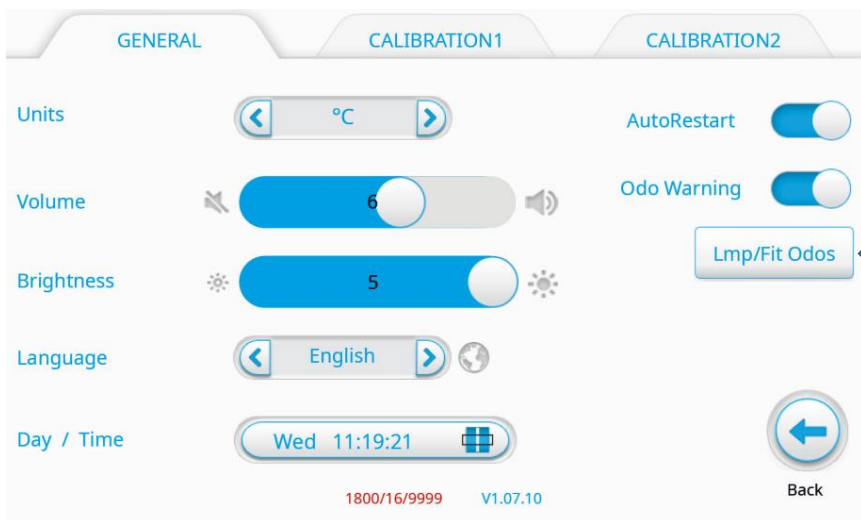 GENERAL CALIBRATION1 CALIBRATION2
Units °C AutoRestart
Volume 6 Odo Warning
Lmp/Fit Odos
Brightness 5
Language English
Day / Time Wed 11:19:21
Back
1800/16/9999 V1.07.10